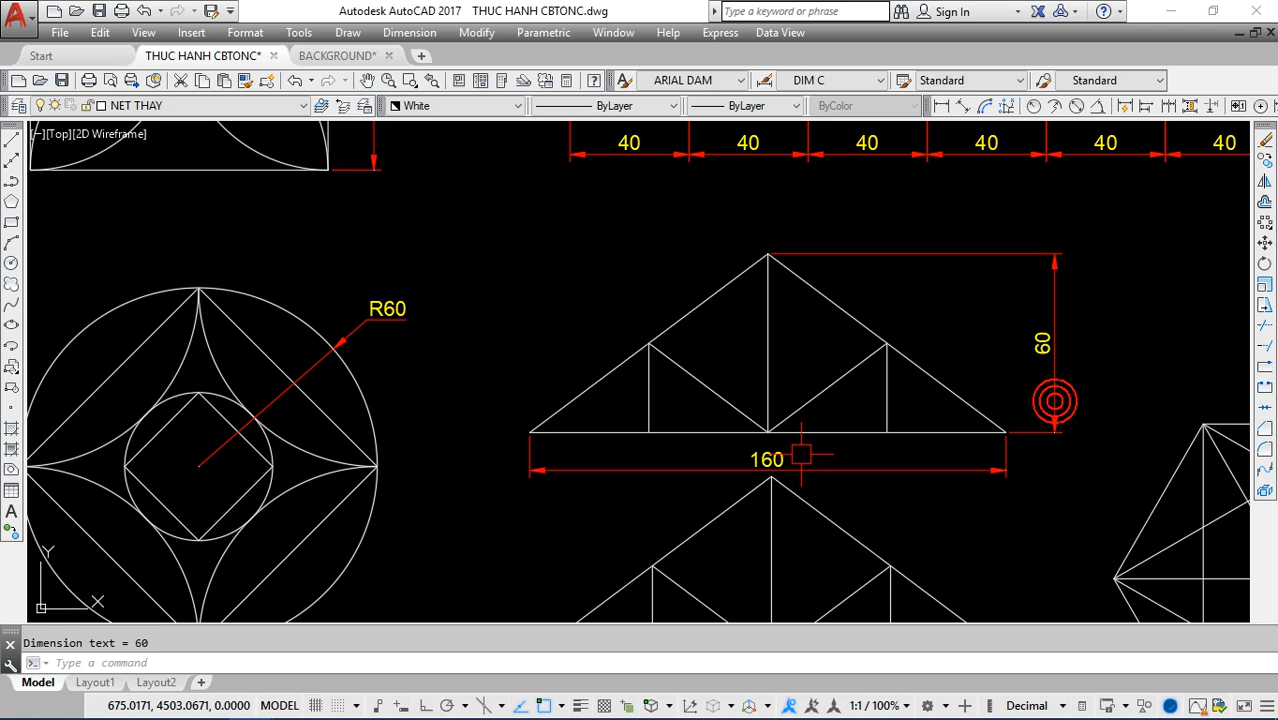 Autodesk AutoCAD 2017 THUC HANH CBTONC.dwg
Type a keyword or phrase
Sign In
File Edit View Insert Format Tools Draw Dimension Modify Parametric Window Help Express Data View
Start THUC HANH CBTONC* BACKGROUND*
ARIAL DAM DIM C Standard Standard
NET THAY White ByLayer ByLayer ByColor
[−][Top][2D Wireframe]
40 40 40 40 40 40
R60
60
160
Y
X
Dimension text = 60
Type a command
Model Layout1 Layout2
675.0171, 4503.0671, 0.0000 MODEL 1:1 / 100% Decimal